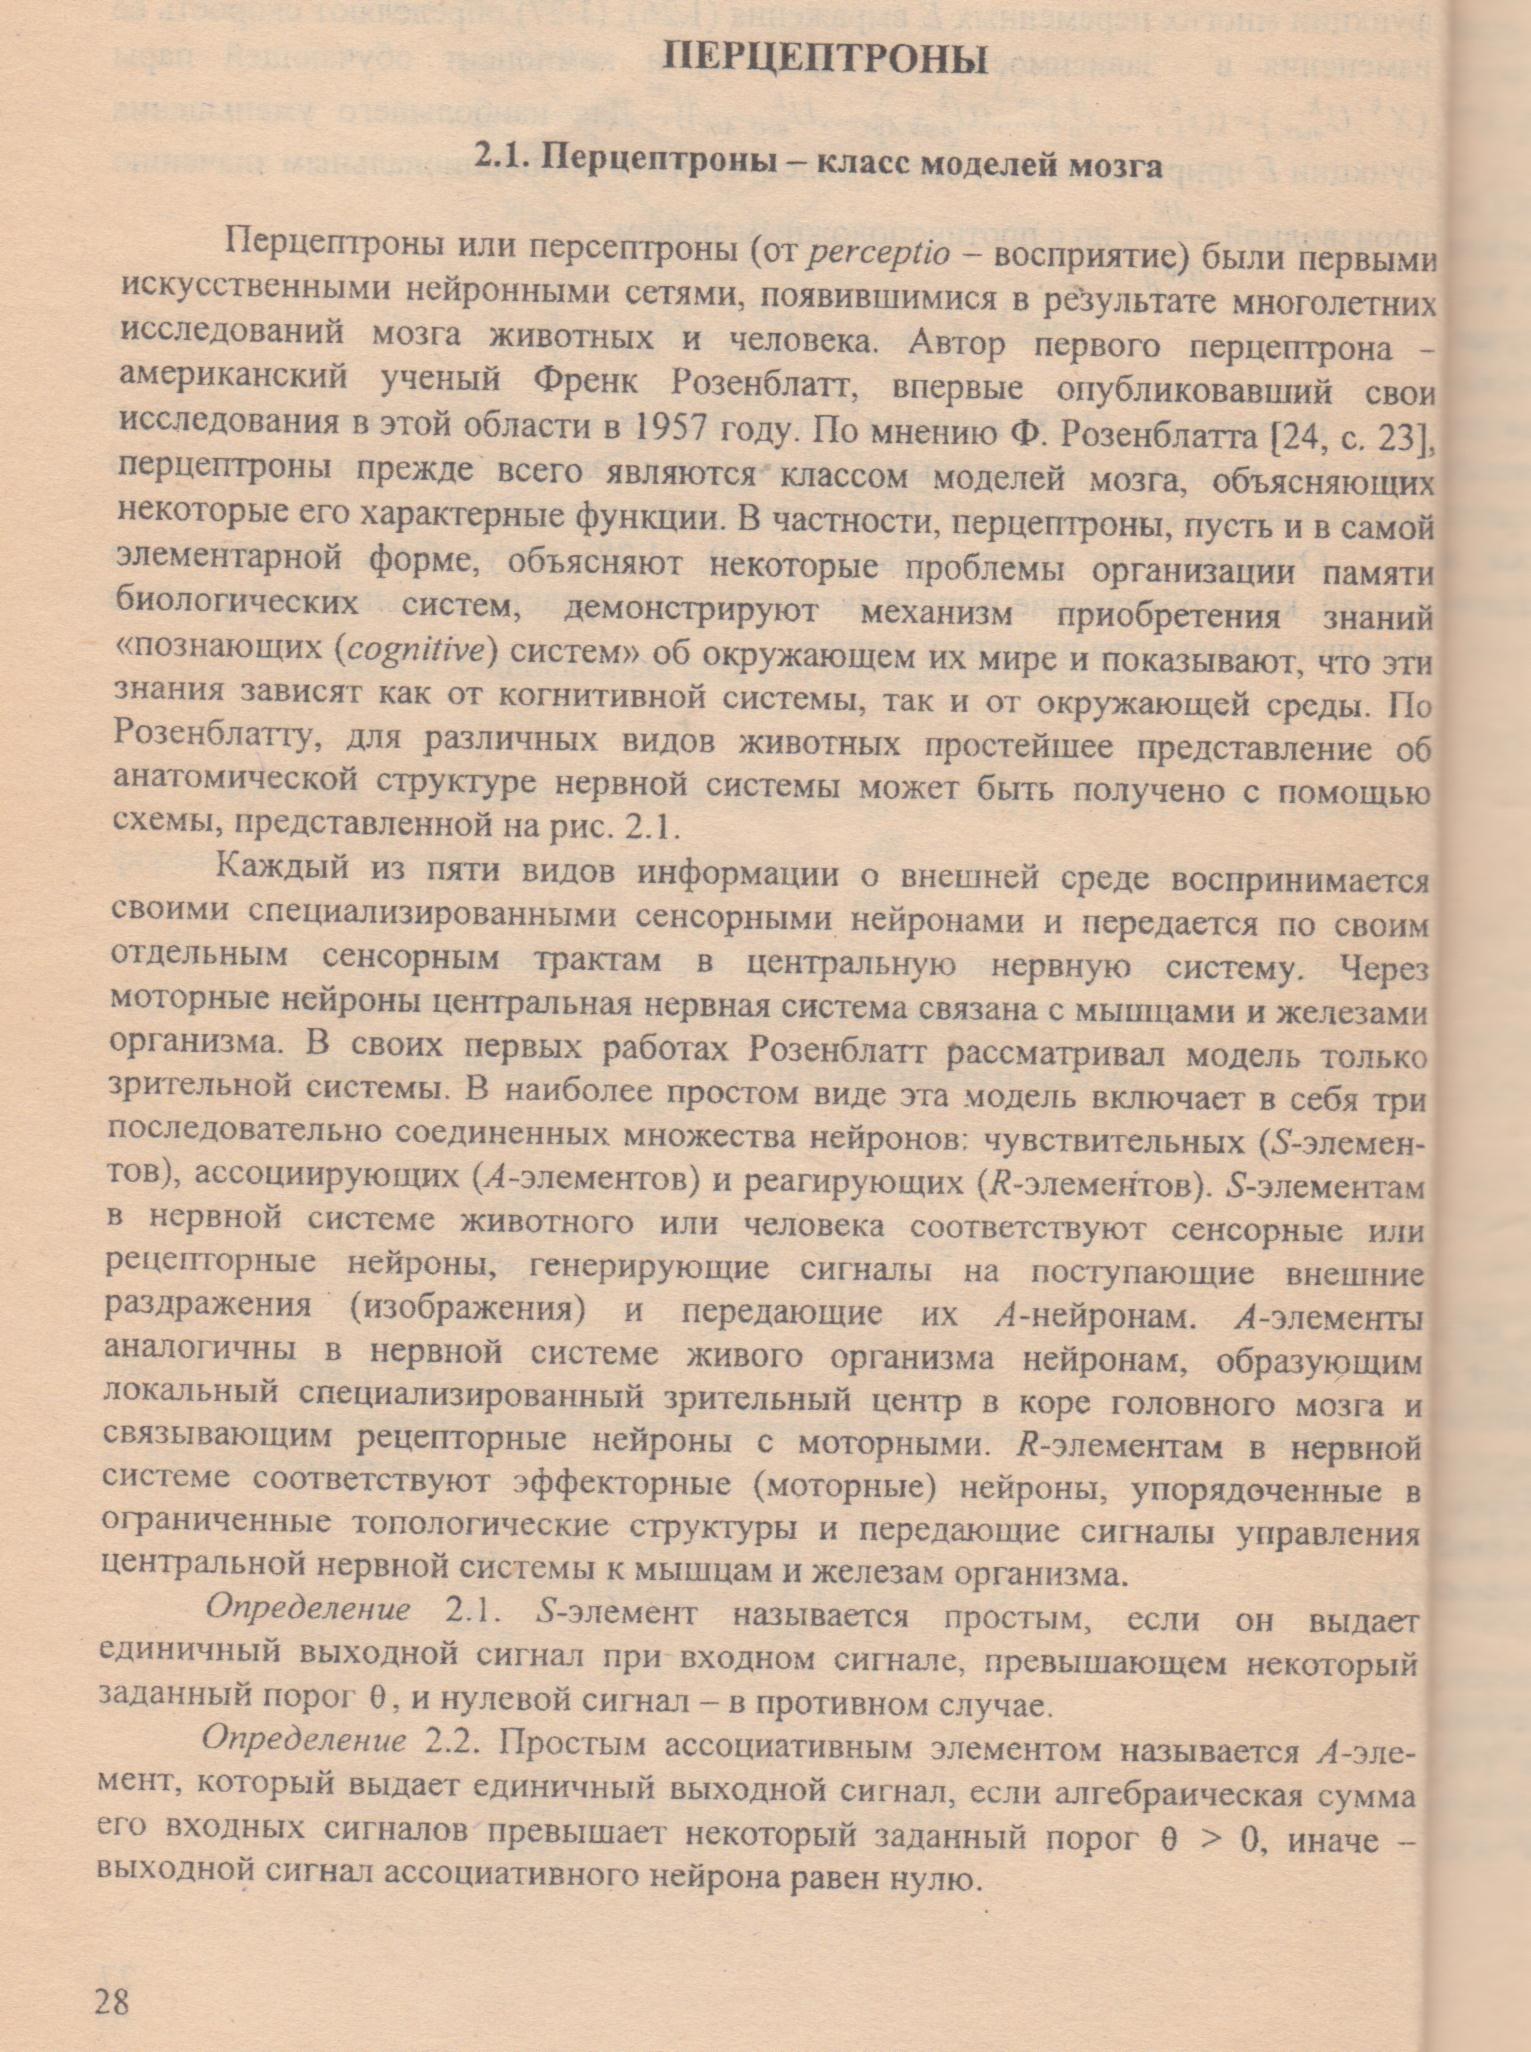 ПЕРЦЕПТРОНЫ
2.1. Перцептроны – класс моделей мозга
Перцептроны или персептроны (от perceptio – восприятие) были первыми
искусственными нейронными сетями, появившимися в результате многолетних
исследований мозга животных и человека. Автор первого перцептрона –
американский ученый Френк Розенблатт, впервые опубликовавший свои
исследования в этой области в 1957 году. По мнению Ф. Розенблатта [24, с. 23],
перцептроны прежде всего являются классом моделей мозга, объясняющих
некоторые его характерные функции. В частности, перцептроны, пусть и в самой
элементарной форме, объясняют некоторые проблемы организации памяти
биологических систем, демонстрируют механизм приобретения знаний
«познающих (cognitive) систем» об окружающем их мире и показывают, что эти
знания зависят как от когнитивной системы, так и от окружающей среды. По
Розенблатту, для различных видов животных простейшее представление об
анатомической структуре нервной системы может быть получено с помощью
схемы, представленной на рис. 2.1.
Каждый из пяти видов информации о внешней среде воспринимается
своими специализированными сенсорными нейронами и передается по своим
отдельным сенсорным трактам в центральную нервную систему. Через
моторные нейроны центральная нервная система связана с мышцами и железами
организма. В своих первых работах Розенблатт рассматривал модель только
зрительной системы. В наиболее простом виде эта модель включает в себя три
последовательно соединенных множества нейронов: чувствительных (S-элемен-
тов), ассоциирующих (A-элементов) и реагирующих (R-элементов). S-элементам
в нервной системе животного или человека соответствуют сенсорные или
рецепторные нейроны, генерирующие сигналы на поступающие внешние
раздражения (изображения) и передающие их A-нейронам. A-элементы
аналогичны в нервной системе живого организма нейронам, образующим
локальный специализированный зрительный центр в коре головного мозга и
связывающим рецепторные нейроны с моторными. R-элементам в нервной
системе соответствуют эффекторные (моторные) нейроны, упорядоченные в
ограниченные топологические структуры и передающие сигналы управления
центральной нервной системы к мышцам и железам организма.
Определение 2.1. S-элемент называется простым, если он выдает
единичный выходной сигнал при входном сигнале, превышающем некоторый
заданный порог θ, и нулевой сигнал – в противном случае.
Определение 2.2. Простым ассоциативным элементом называется A-эле-
мент, который выдает единичный выходной сигнал, если алгебраическая сумма
его входных сигналов превышает некоторый заданный порог θ > 0, иначе –
выходной сигнал ассоциативного нейрона равен нулю.
28